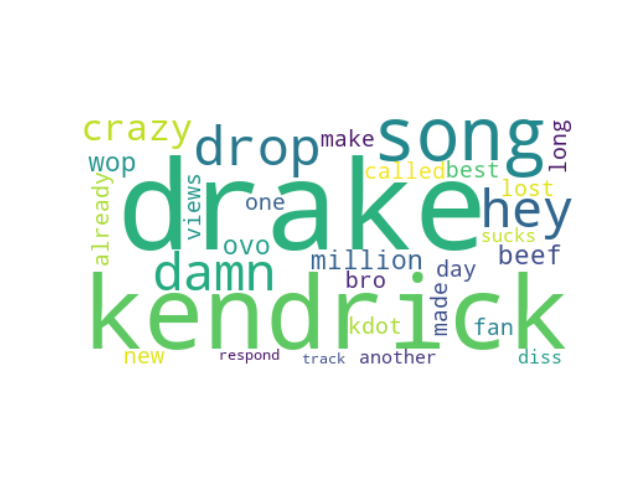 crazy drop make song long
wop called best
already drake views one lost hey
sucks
ovo damn million beef
bro day
kendrick made
kdot fan
new respond track another diss